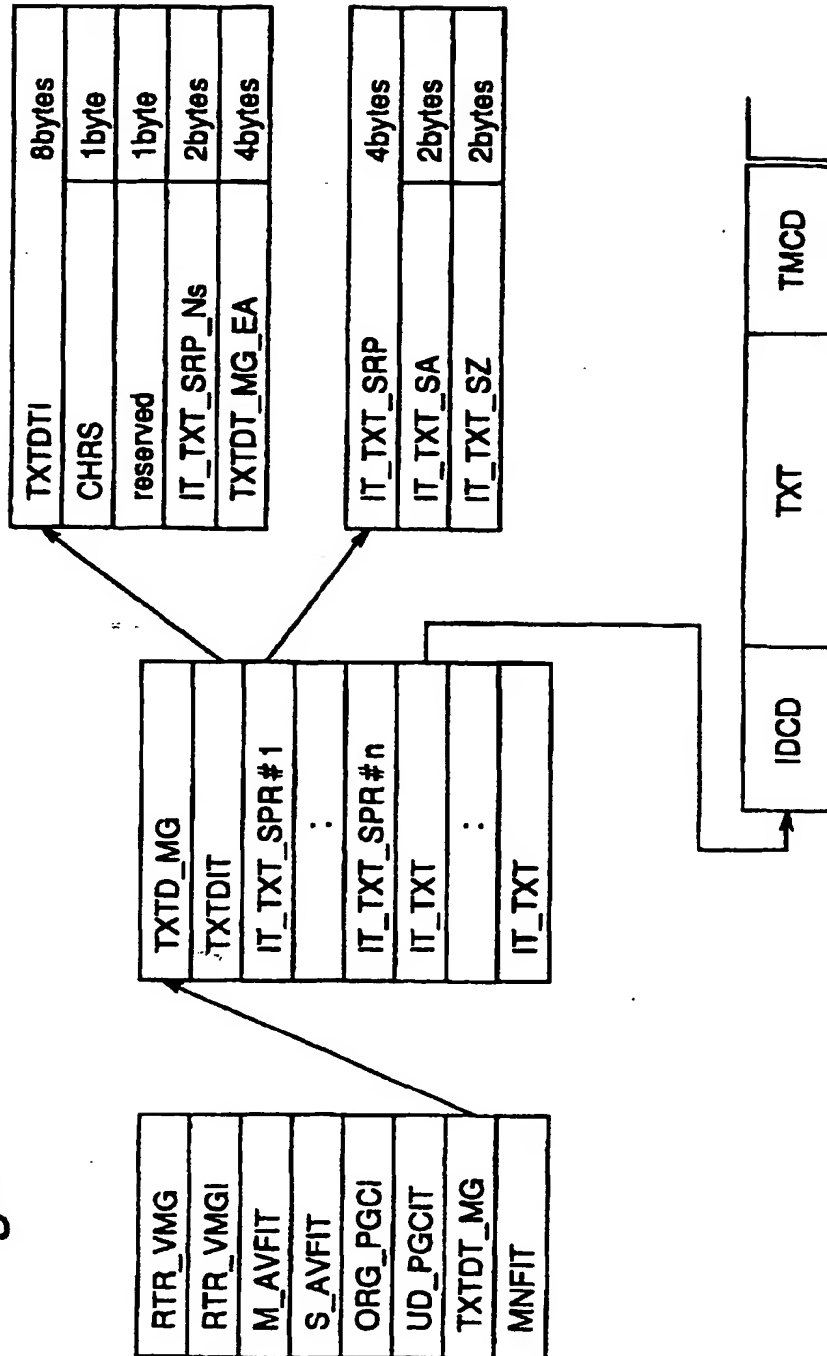 RTR_VMG
RTR_VMGI
M_AVFIT
S_AVFIT
ORG_PGCI
UD_PGCIT
TXTDT_MG
MNFIT
TXTD_MG
TXTDIT
IT_TXT_SPR#1
:
IT_TXT_SPR#n
IT_TXT
:
IT_TXT
TXTDTI 8bytes
CHRS 1byte
reserved 1byte
IT_TXT_SRP_Ns 2bytes
TXTDT_MG_EA 4bytes
IT_TXT_SRP 4bytes
IT_TXT_SA 2bytes
IT_TXT_SZ 2bytes
IDCD TXT TMCD